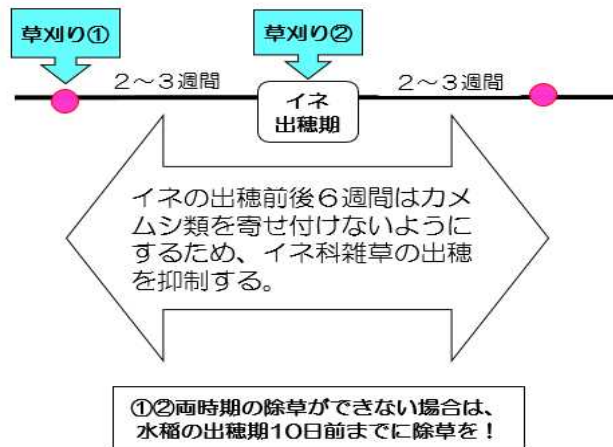 草刈り①
草刈り②
2〜3週間
イネ
出穂期
2〜3週間
イネの出穂前後6週間はカメ
ムシ類を寄せ付けないように
するため、イネ科雑草の出穂
を抑制する。
①②両時期の除草ができない場合は、
水稲の出穂期10日前までに除草を!